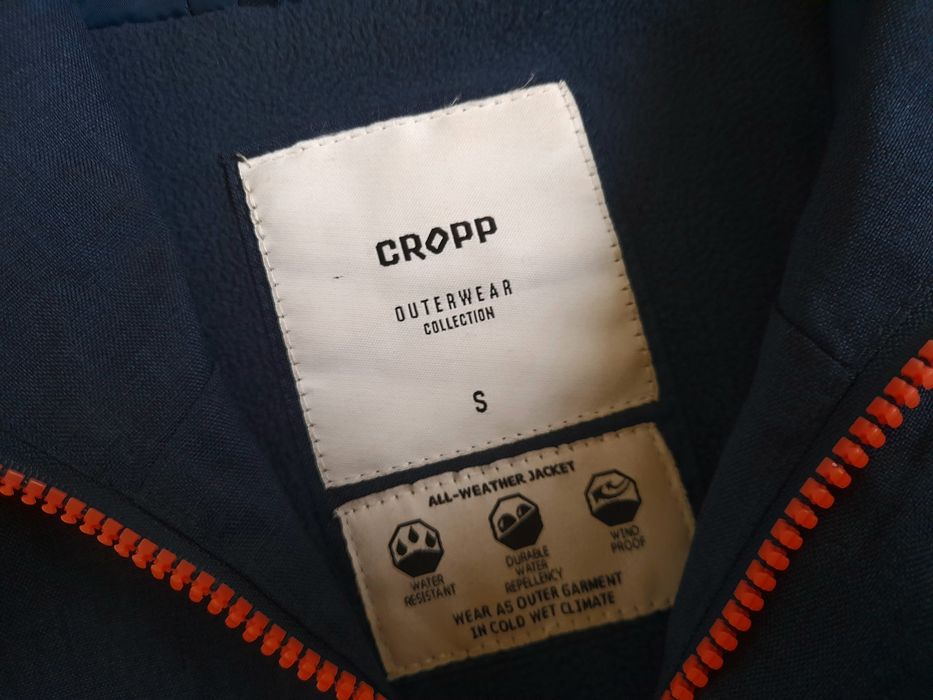 CROPP
OUTERWEAR
COLLECTION
S
ALL-WEATHER JACKET
WATER
RESISTANT
DURABLE
WATER
REPELLENCY
WIND
PROOF
WEAR AS OUTER GARMENT
IN COLD WET CLIMATE